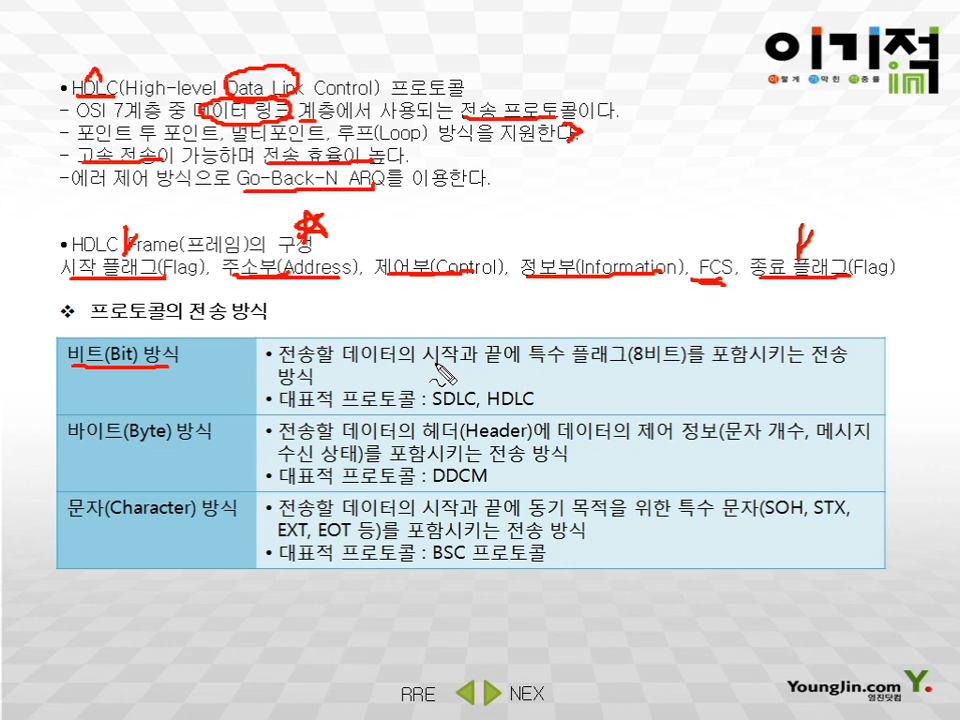 이기적in
이렇게 기막힌 적중률
• HDLC(High-level Data Link Control) 프로토콜
- OSI 7계층 중 데이터 링크 계층에서 사용되는 전송 프로토콜이다.
- 포인트 투 포인트, 멀티포인트, 루프(Loop) 방식을 지원한다.
- 고속 전송이 가능하며 전송 효율이 높다.
-에러 제어 방식으로 Go-Back-N ARQ를 이용한다.
• HDLC Frame(프레임)의 구성
시작 플래그(Flag), 주소부(Address), 제어부(Control), 정보부(Information), FCS, 종료 플래그(Flag)
❖ 프로토콜의 전송 방식
비트(Bit) 방식
• 전송할 데이터의 시작과 끝에 특수 플래그(8비트)를 포함시키는 전송
방식
• 대표적 프로토콜 : SDLC, HDLC
바이트(Byte) 방식
• 전송할 데이터의 헤더(Header)에 데이터의 제어 정보(문자 개수, 메시지
수신 상태)를 포함시키는 전송 방식
• 대표적 프로토콜 : DDCM
문자(Character) 방식
• 전송할 데이터의 시작과 끝에 동기 목적을 위한 특수 문자(SOH, STX,
EXT, EOT 등)를 포함시키는 전송 방식
• 대표적 프로토콜 : BSC 프로토콜
RRE NEX
YoungJin.com Y.
영진닷컴